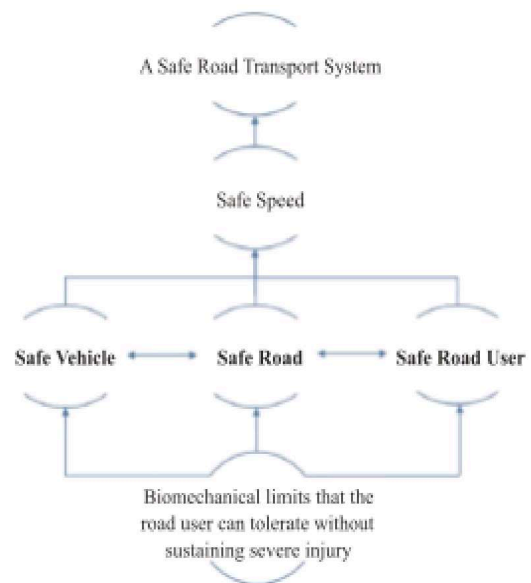 A Safe Road Transport System
Safe Speed
Safe Vehicle
Safe Road
Safe Road User
Biomechanical limits that the
road user can tolerate without
sustaining severe injury